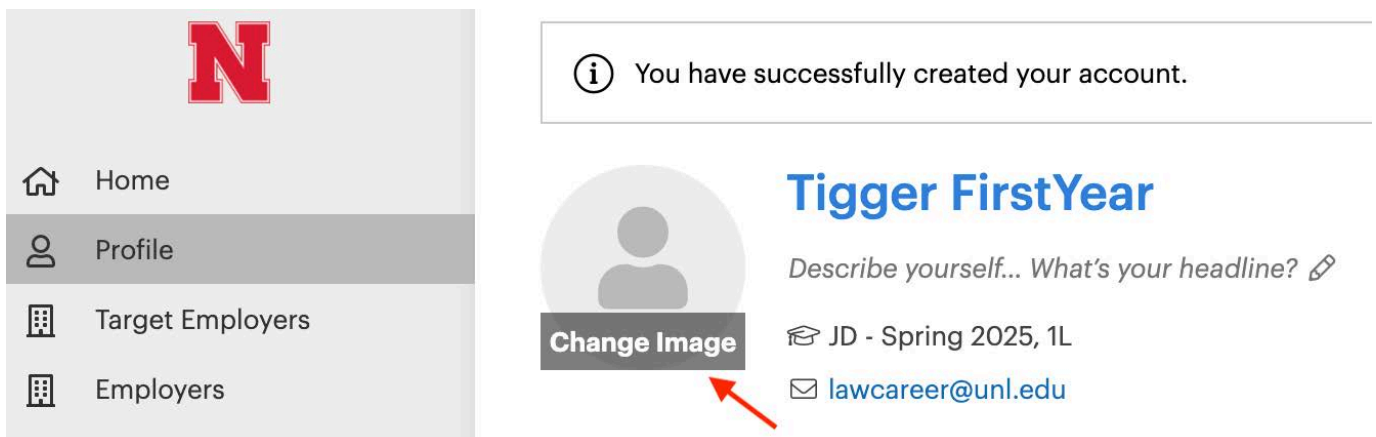 N
Home
Profile
Target Employers
Employers
You have successfully created your account.
Tigger FirstYear
Describe yourself... What's your headline?
Change Image
JD - Spring 2025, 1L
lawcareer@unl.edu